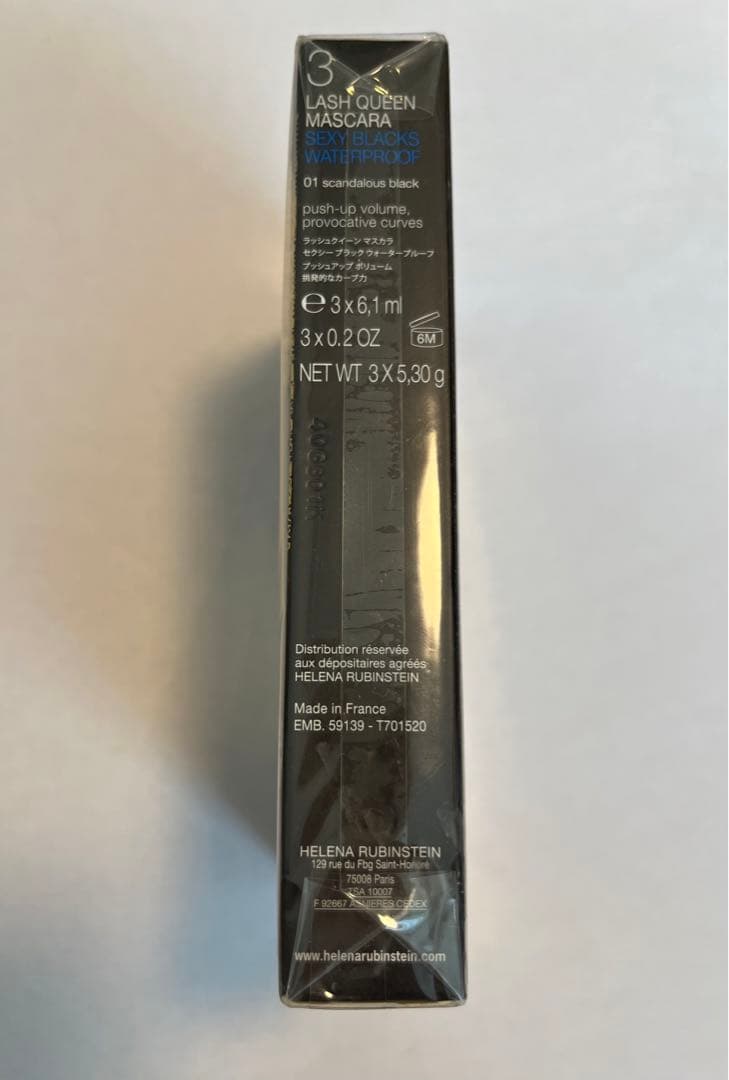 3
LASH QUEEN
MASCARA
SEXY BLACKS
WATERPROOF
01 scandalous black
push-up volume,
provocative curves
ラッシュクイーン マスカラ
セクシー ブラック ウォータープルーフ
プッシュアップ ボリューム
挑発的なカーブ力
℮ 3 x 6,1 ml
3 x 0.2 OZ
6M
NET WT 3 X 5,30 g
Distribution réservée
aux dépositaires agréés
HELENA RUBINSTEIN
Made in France
EMB. 59139 - T701520
HELENA RUBINSTEIN
129 rue du Fbg Saint-Honoré
75008 Paris
TSA 10007
F 92667 ASNIERES CEDEX
www.helenarubinstein.com